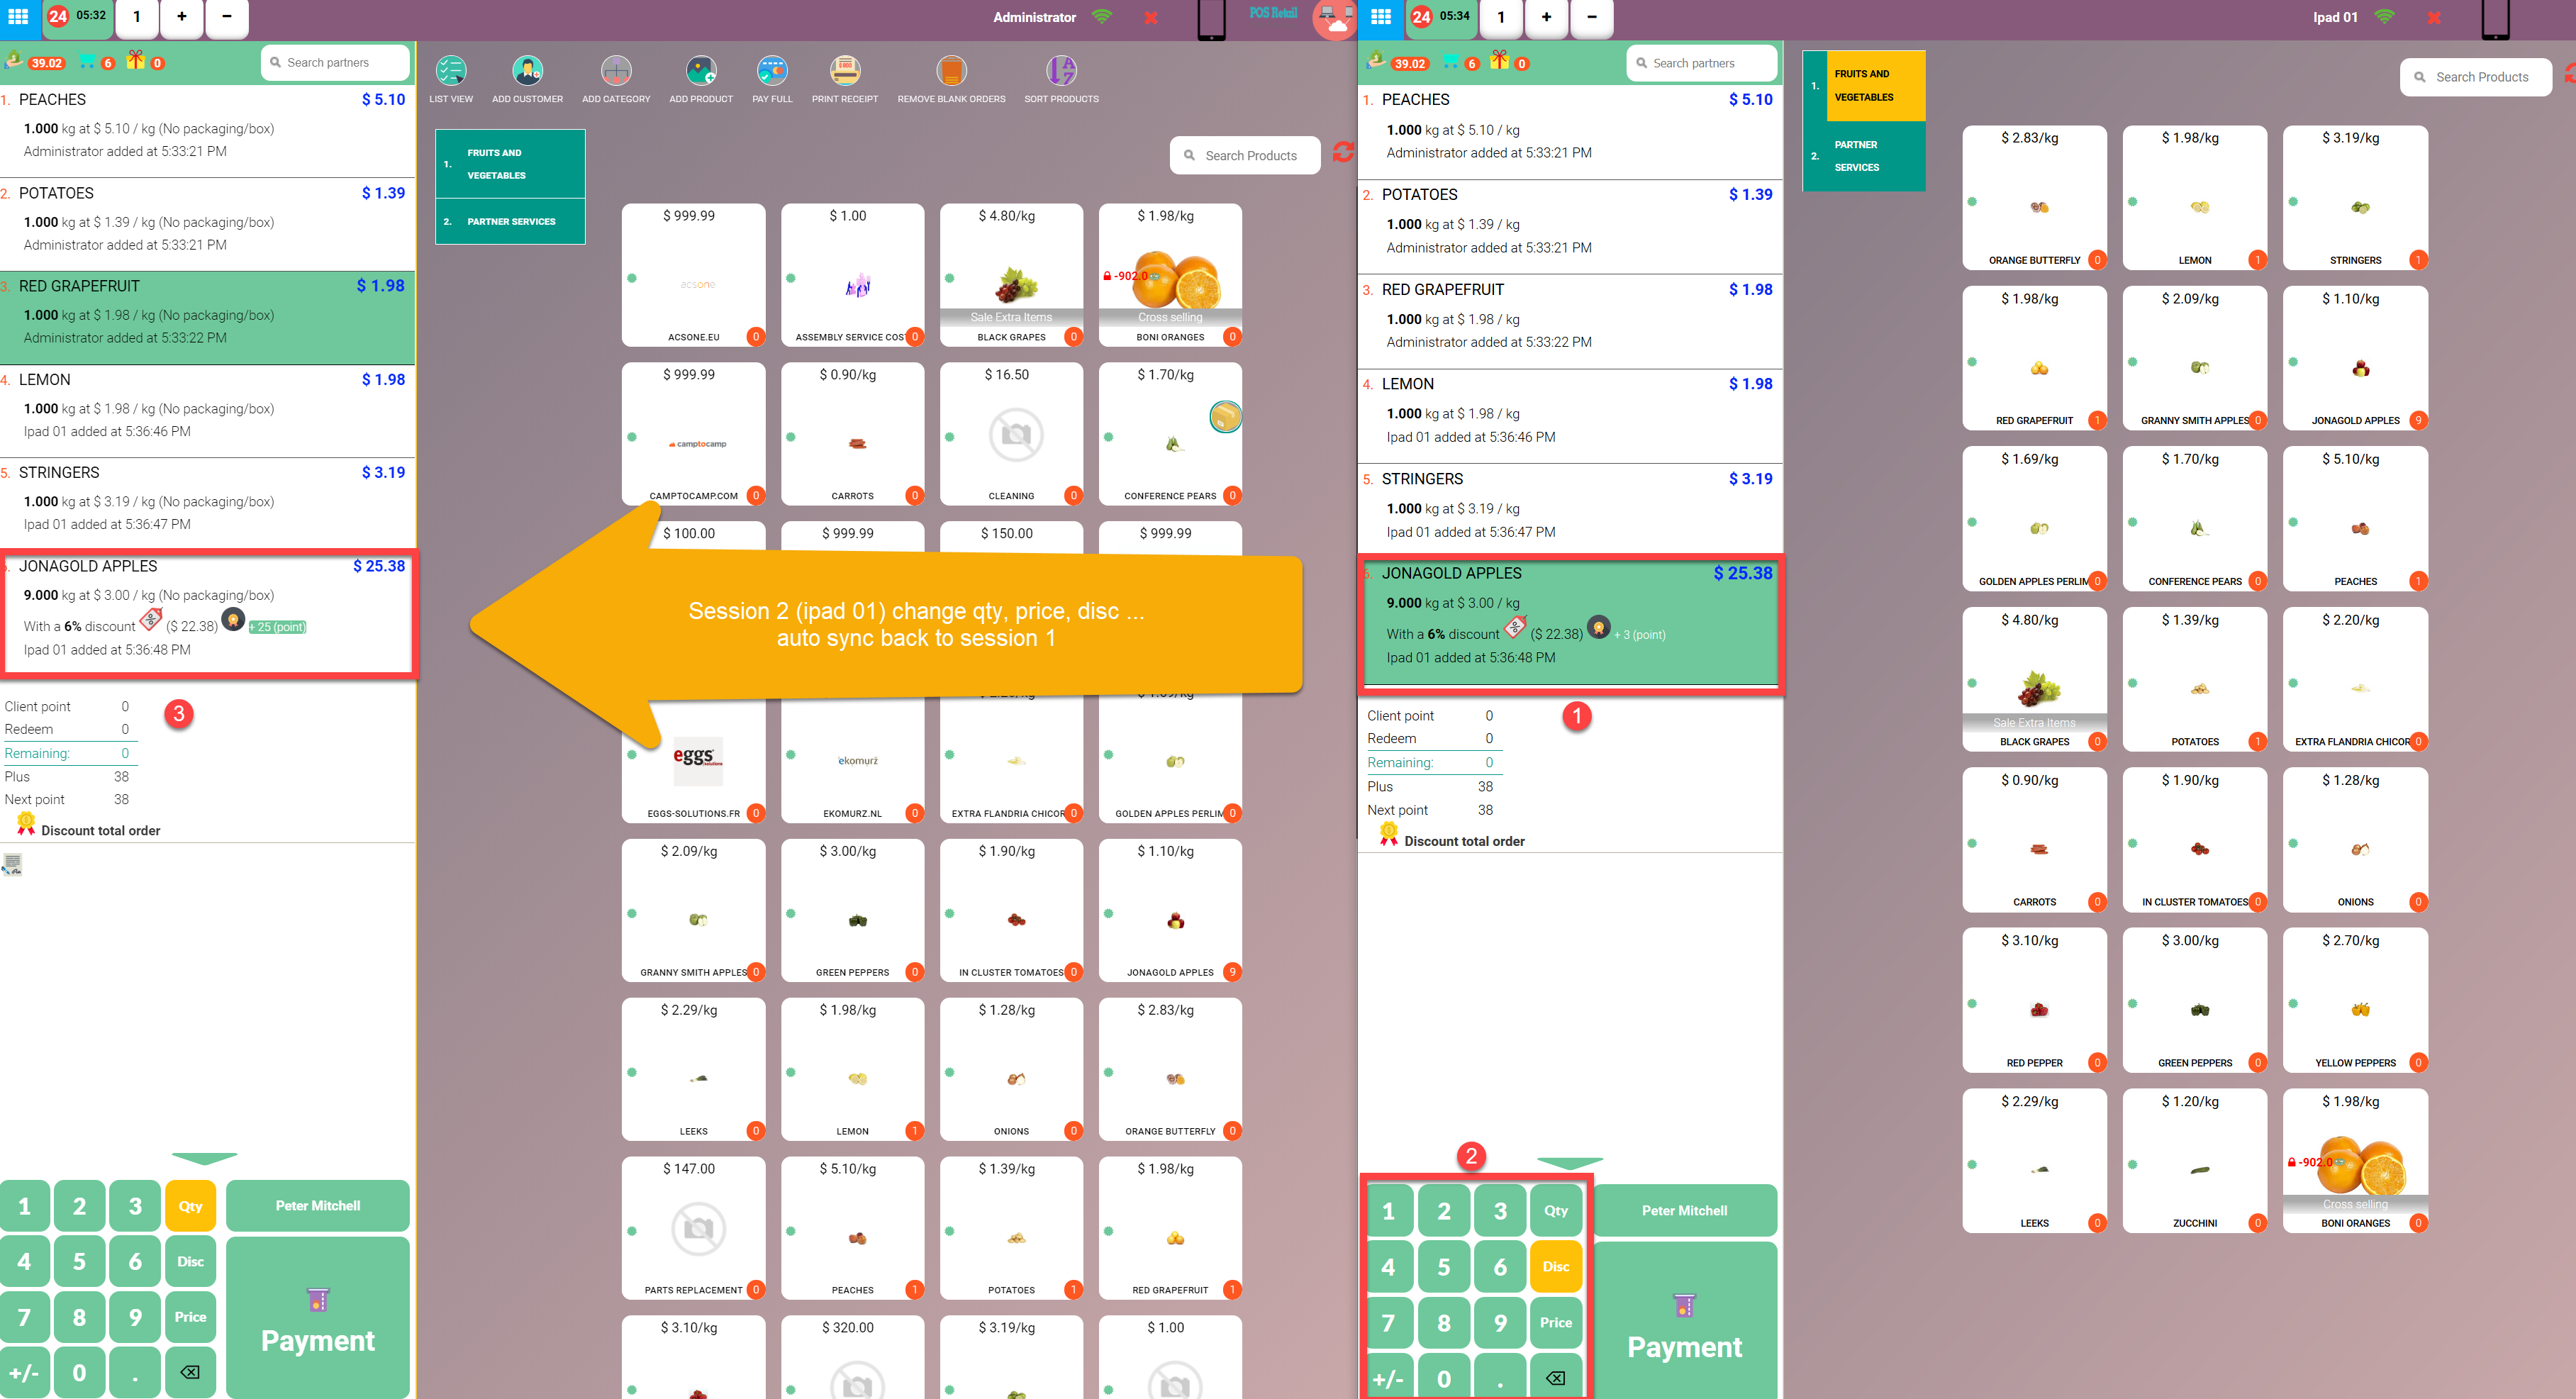 24 05:32 1 + −
Administrator
POS Retail
39.02 6 0
Search partners
1. PEACHES $ 5.10
1.000 kg at $ 5.10 / kg (No packaging/box)
Administrator added at 5:33:21 PM
2. POTATOES $ 1.39
1.000 kg at $ 1.39 / kg (No packaging/box)
Administrator added at 5:33:21 PM
3. RED GRAPEFRUIT $ 1.98
1.000 kg at $ 1.98 / kg (No packaging/box)
Administrator added at 5:33:22 PM
4. LEMON $ 1.98
1.000 kg at $ 1.98 / kg (No packaging/box)
Ipad 01 added at 5:36:46 PM
5. STRINGERS $ 3.19
1.000 kg at $ 3.19 / kg (No packaging/box)
Ipad 01 added at 5:36:47 PM
JONAGOLD APPLES $ 25.38
9.000 kg at $ 3.00 / kg (No packaging/box)
With a 6% discount ($ 22.38) + 25 (point)
Ipad 01 added at 5:36:48 PM
Client point 0
3
Redeem 0
Remaining: 0
Plus 38
Next point 38
Discount total order
1 2 3 Qty Peter Mitchell
4 5 6 Disc
7 8 9 Price
Payment
+/- 0 .
LIST VIEW ADD CUSTOMER ADD CATEGORY ADD PRODUCT PAY FULL PRINT RECEIPT REMOVE BLANK ORDERS SORT PRODUCTS
1. FRUITS AND
VEGETABLES
2. PARTNER SERVICES
Search Products
$ 999.99 $ 1.00 $ 4.80/kg $ 1.98/kg
acsone
-902.0
Sale Extra Items Cross selling
ACSONE.EU 0 ASSEMBLY SERVICE COS 0 BLACK GRAPES 0 BONI ORANGES 0
$ 999.99 $ 0.90/kg $ 16.50 $ 1.70/kg
camptocamp
CAMPTOCAMP.COM 0 CARROTS 0 CLEANING 0 CONFERENCE PEARS 0
$ 100.00 $ 999.99 $ 150.00 $ 999.99
Session 2 (ipad 01) change qty, price, disc ...
auto sync back to session 1
eggs solutions ekomurz
EGGS-SOLUTIONS.FR 0 EKOMURZ.NL 0 EXTRA FLANDRIA CHICOR 0 GOLDEN APPLES PERLIM 0
$ 2.09/kg $ 3.00/kg $ 1.90/kg $ 1.10/kg
GRANNY SMITH APPLES 0 GREEN PEPPERS 0 IN CLUSTER TOMATOES 0 JONAGOLD APPLES 9
$ 2.29/kg $ 1.98/kg $ 1.28/kg $ 2.83/kg
LEEKS 0 LEMON 1 ONIONS 0 ORANGE BUTTERFLY 0
$ 147.00 $ 5.10/kg $ 1.39/kg $ 1.98/kg
PARTS REPLACEMENT 0 PEACHES 1 POTATOES 1 RED GRAPEFRUIT 1
$ 3.10/kg $ 320.00 $ 3.19/kg $ 1.00
24 05:34 1 + −
Ipad 01
39.02 6 0
Search partners
1. PEACHES $ 5.10
1.000 kg at $ 5.10 / kg
Administrator added at 5:33:21 PM
2. POTATOES $ 1.39
1.000 kg at $ 1.39 / kg
Administrator added at 5:33:21 PM
3. RED GRAPEFRUIT $ 1.98
1.000 kg at $ 1.98 / kg
Administrator added at 5:33:22 PM
4. LEMON $ 1.98
1.000 kg at $ 1.98 / kg
Ipad 01 added at 5:36:46 PM
5. STRINGERS $ 3.19
1.000 kg at $ 3.19 / kg
Ipad 01 added at 5:36:47 PM
6. JONAGOLD APPLES $ 25.38
9.000 kg at $ 3.00 / kg
With a 6% discount ($ 22.38) + 3 (point)
Ipad 01 added at 5:36:48 PM
Client point 0
1
Redeem 0
Remaining: 0
Plus 38
Next point 38
Discount total order
2
1 2 3 Qty Peter Mitchell
4 5 6 Disc
7 8 9 Price
Payment
+/- 0 .
1. FRUITS AND
VEGETABLES
2. PARTNER
SERVICES
Search Products
$ 2.83/kg $ 1.98/kg $ 3.19/kg
ORANGE BUTTERFLY 0 LEMON 1 STRINGERS 1
$ 1.98/kg $ 2.09/kg $ 1.10/kg
RED GRAPEFRUIT 1 GRANNY SMITH APPLES 0 JONAGOLD APPLES 9
$ 1.69/kg $ 1.70/kg $ 5.10/kg
GOLDEN APPLES PERLIM 0 CONFERENCE PEARS 0 PEACHES 1
$ 4.80/kg $ 1.39/kg $ 2.20/kg
Sale Extra Items
BLACK GRAPES 0 POTATOES 1 EXTRA FLANDRIA CHICOR 0
$ 0.90/kg $ 1.90/kg $ 1.28/kg
CARROTS 0 IN CLUSTER TOMATOES 0 ONIONS 0
$ 3.10/kg $ 3.00/kg $ 2.70/kg
RED PEPPER 0 GREEN PEPPERS 0 YELLOW PEPPERS 0
$ 2.29/kg $ 1.20/kg $ 1.98/kg
-902.0
Cross selling
LEEKS 0 ZUCCHINI 0 BONI ORANGES 0